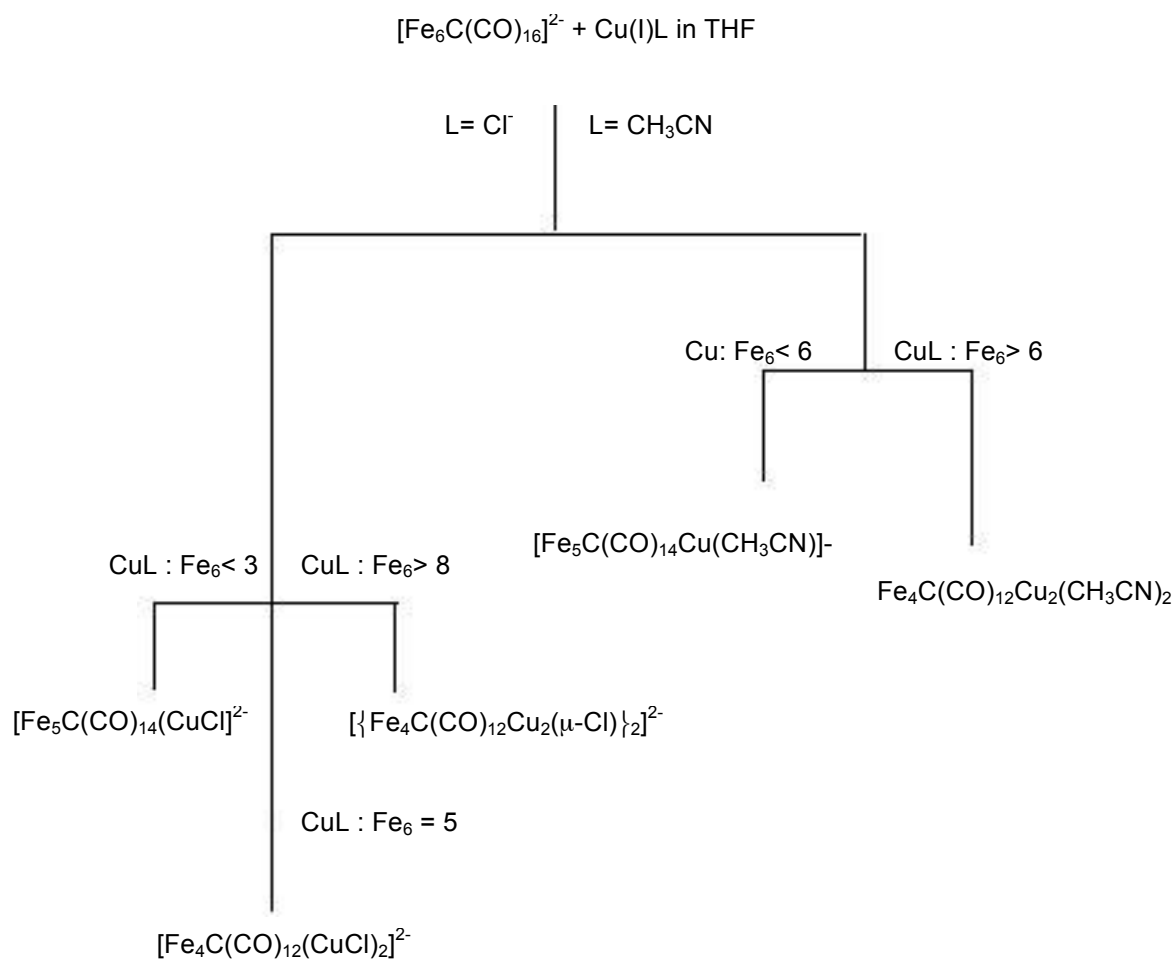 [Fe₆C(CO)₁₆]²⁻ + Cu(I)L in THF
L= Cl⁻ L= CH₃CN
Cu: Fe₆< 6 CuL : Fe₆> 6
[Fe₅C(CO)₁₄Cu(CH₃CN)]-
Fe₄C(CO)₁₂Cu₂(CH₃CN)₂
CuL : Fe₆< 3 CuL : Fe₆> 8
[Fe₅C(CO)₁₄(CuCl]²⁻ [{Fe₄C(CO)₁₂Cu₂(μ-Cl)}₂]²⁻
CuL : Fe₆ = 5
[Fe₄C(CO)₁₂(CuCl)₂]²⁻